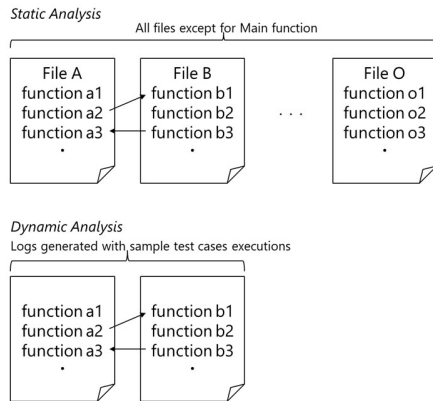 Static Analysis
All files except for Main function
File A
function a1
function a2
function a3
•
File B
function b1
function b2
function b3
•
. . .
File O
function o1
function o2
function o3
•
Dynamic Analysis
Logs generated with sample test cases executions
function a1
function a2
function a3
•
function b1
function b2
function b3
•